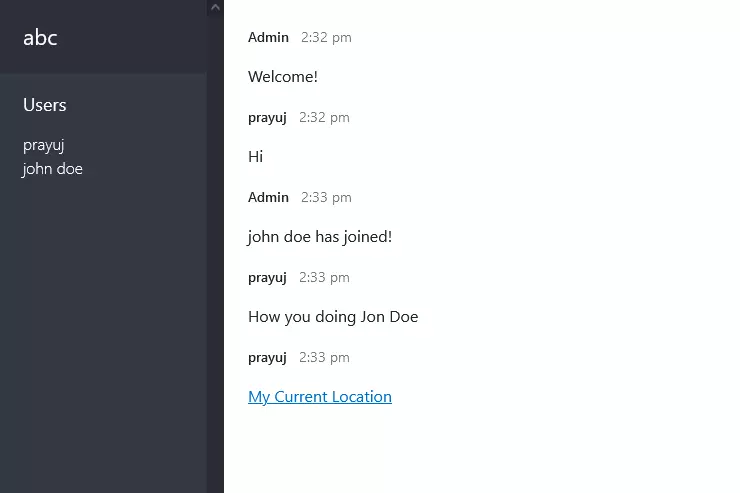 abc
Users
prayuj
john doe
Admin 2:32 pm
Welcome!
prayuj 2:32 pm
Hi
Admin 2:33 pm
john doe has joined!
prayuj 2:33 pm
How you doing Jon Doe
prayuj 2:33 pm
My Current Location